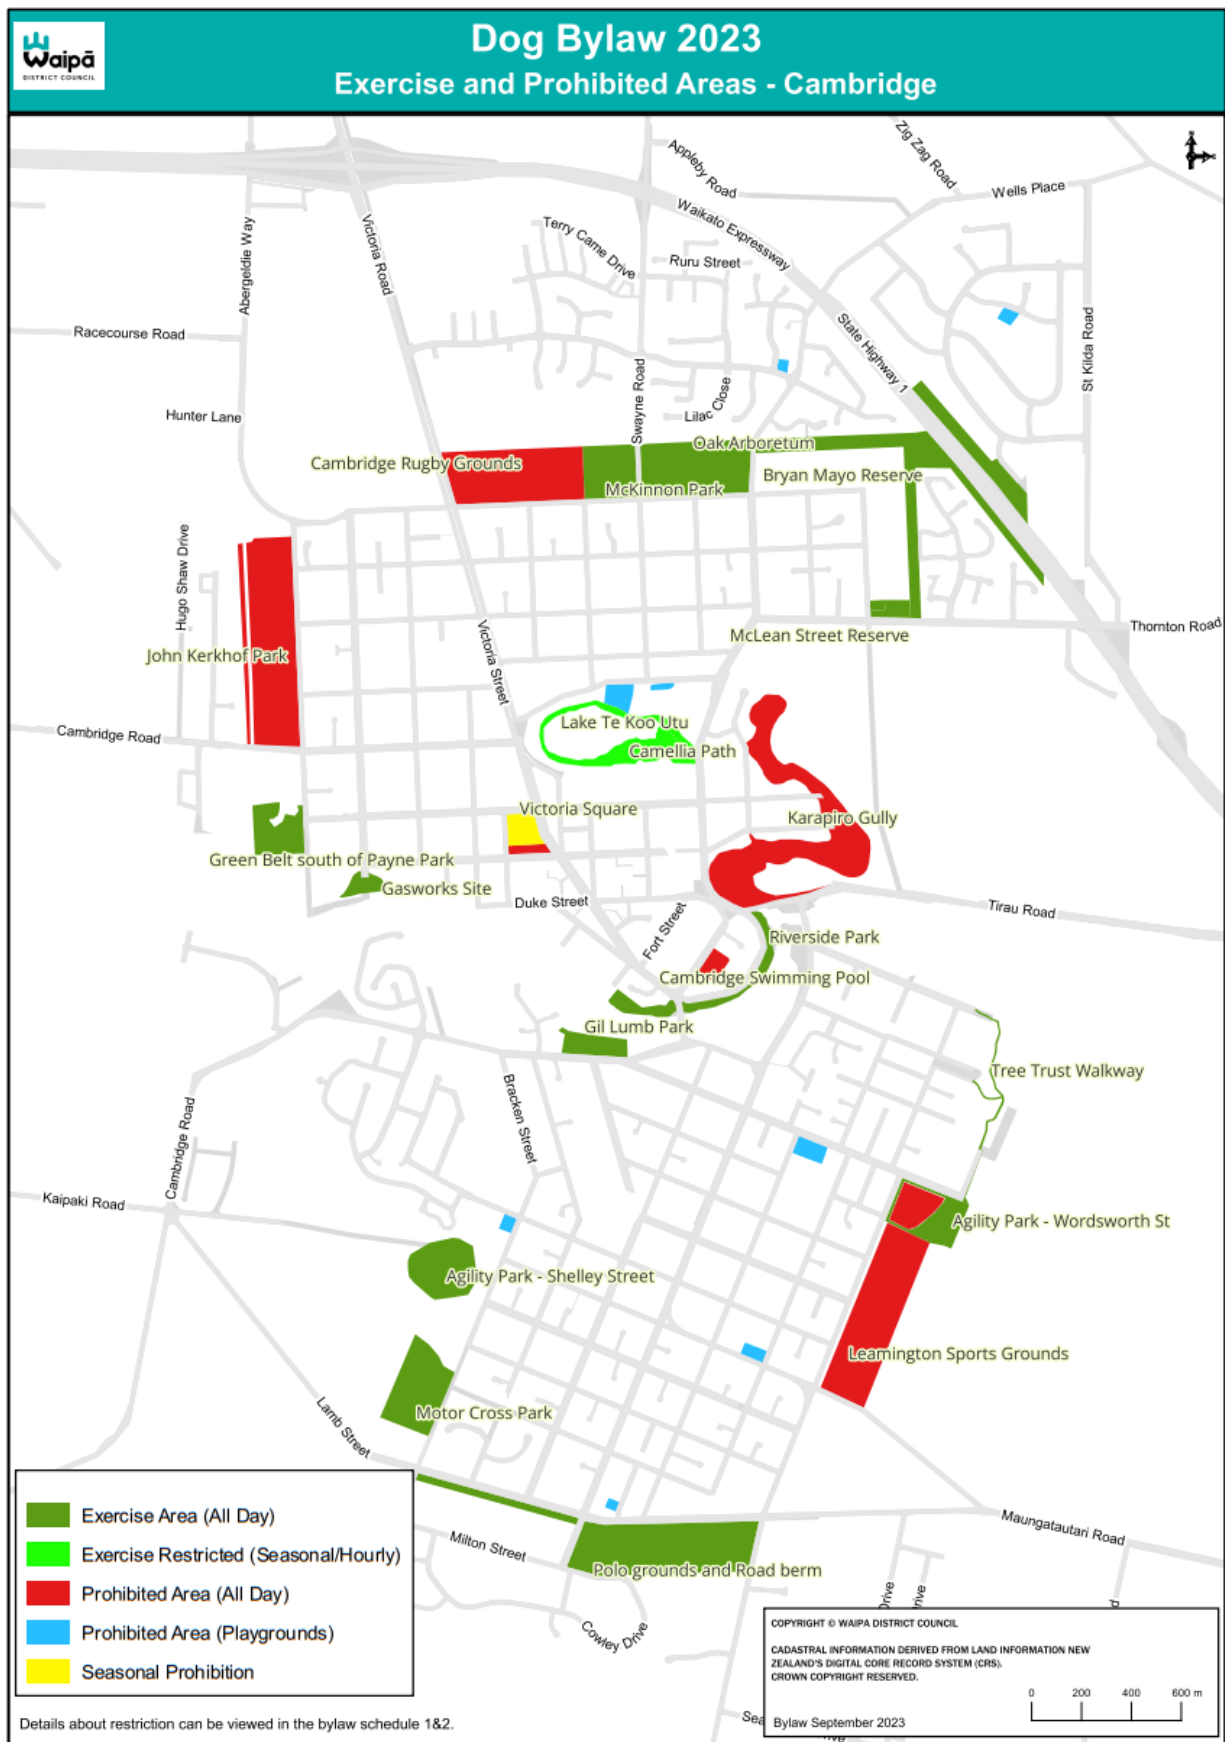 Waipā
DISTRICT COUNCIL
Dog Bylaw 2023
Exercise and Prohibited Areas - Cambridge
Zig Zag Road
Appleby Road
Wells Place
Waikato Expressway
Abergeldie Way
Victoria Road
Terry Came Drive
Ruru Street
Racecourse Road
State Highway 1
St Kilda Road
Swayne Road
Hunter Lane
Lilac Close
Oak Arboretum
Cambridge Rugby Grounds
McKinnon Park
Bryan Mayo Reserve
Hugo Shaw Drive
Thornton Road
McLean Street Reserve
John Kerkhof Park
Victoria Street
Cambridge Road
Lake Te Koo Utu
Camellia Path
Victoria Square
Karapiro Gully
Green Belt south of Payne Park
Gasworks Site
Duke Street
Tirau Road
Fort Street
Riverside Park
Cambridge Swimming Pool
Gil Lumb Park
Tree Trust Walkway
Bracken Street
Cambridge Road
Kaipaki Road
Agility Park - Wordsworth St
Agility Park - Shelley Street
Leamington Sports Grounds
Motor Cross Park
Lamb Street
Maungatautari Road
Milton Street
Polo grounds and Road berm
Cowley Drive
Drive
Exercise Area (All Day)
Exercise Restricted (Seasonal/Hourly)
Prohibited Area (All Day)
Prohibited Area (Playgrounds)
Seasonal Prohibition
Details about restriction can be viewed in the bylaw schedule 1&2.
COPYRIGHT © WAIPA DISTRICT COUNCIL
CADASTRAL INFORMATION DERIVED FROM LAND INFORMATION NEW
ZEALAND'S DIGITAL CORE RECORD SYSTEM (CRS).
CROWN COPYRIGHT RESERVED.
0 200 400 600 m
Bylaw September 2023